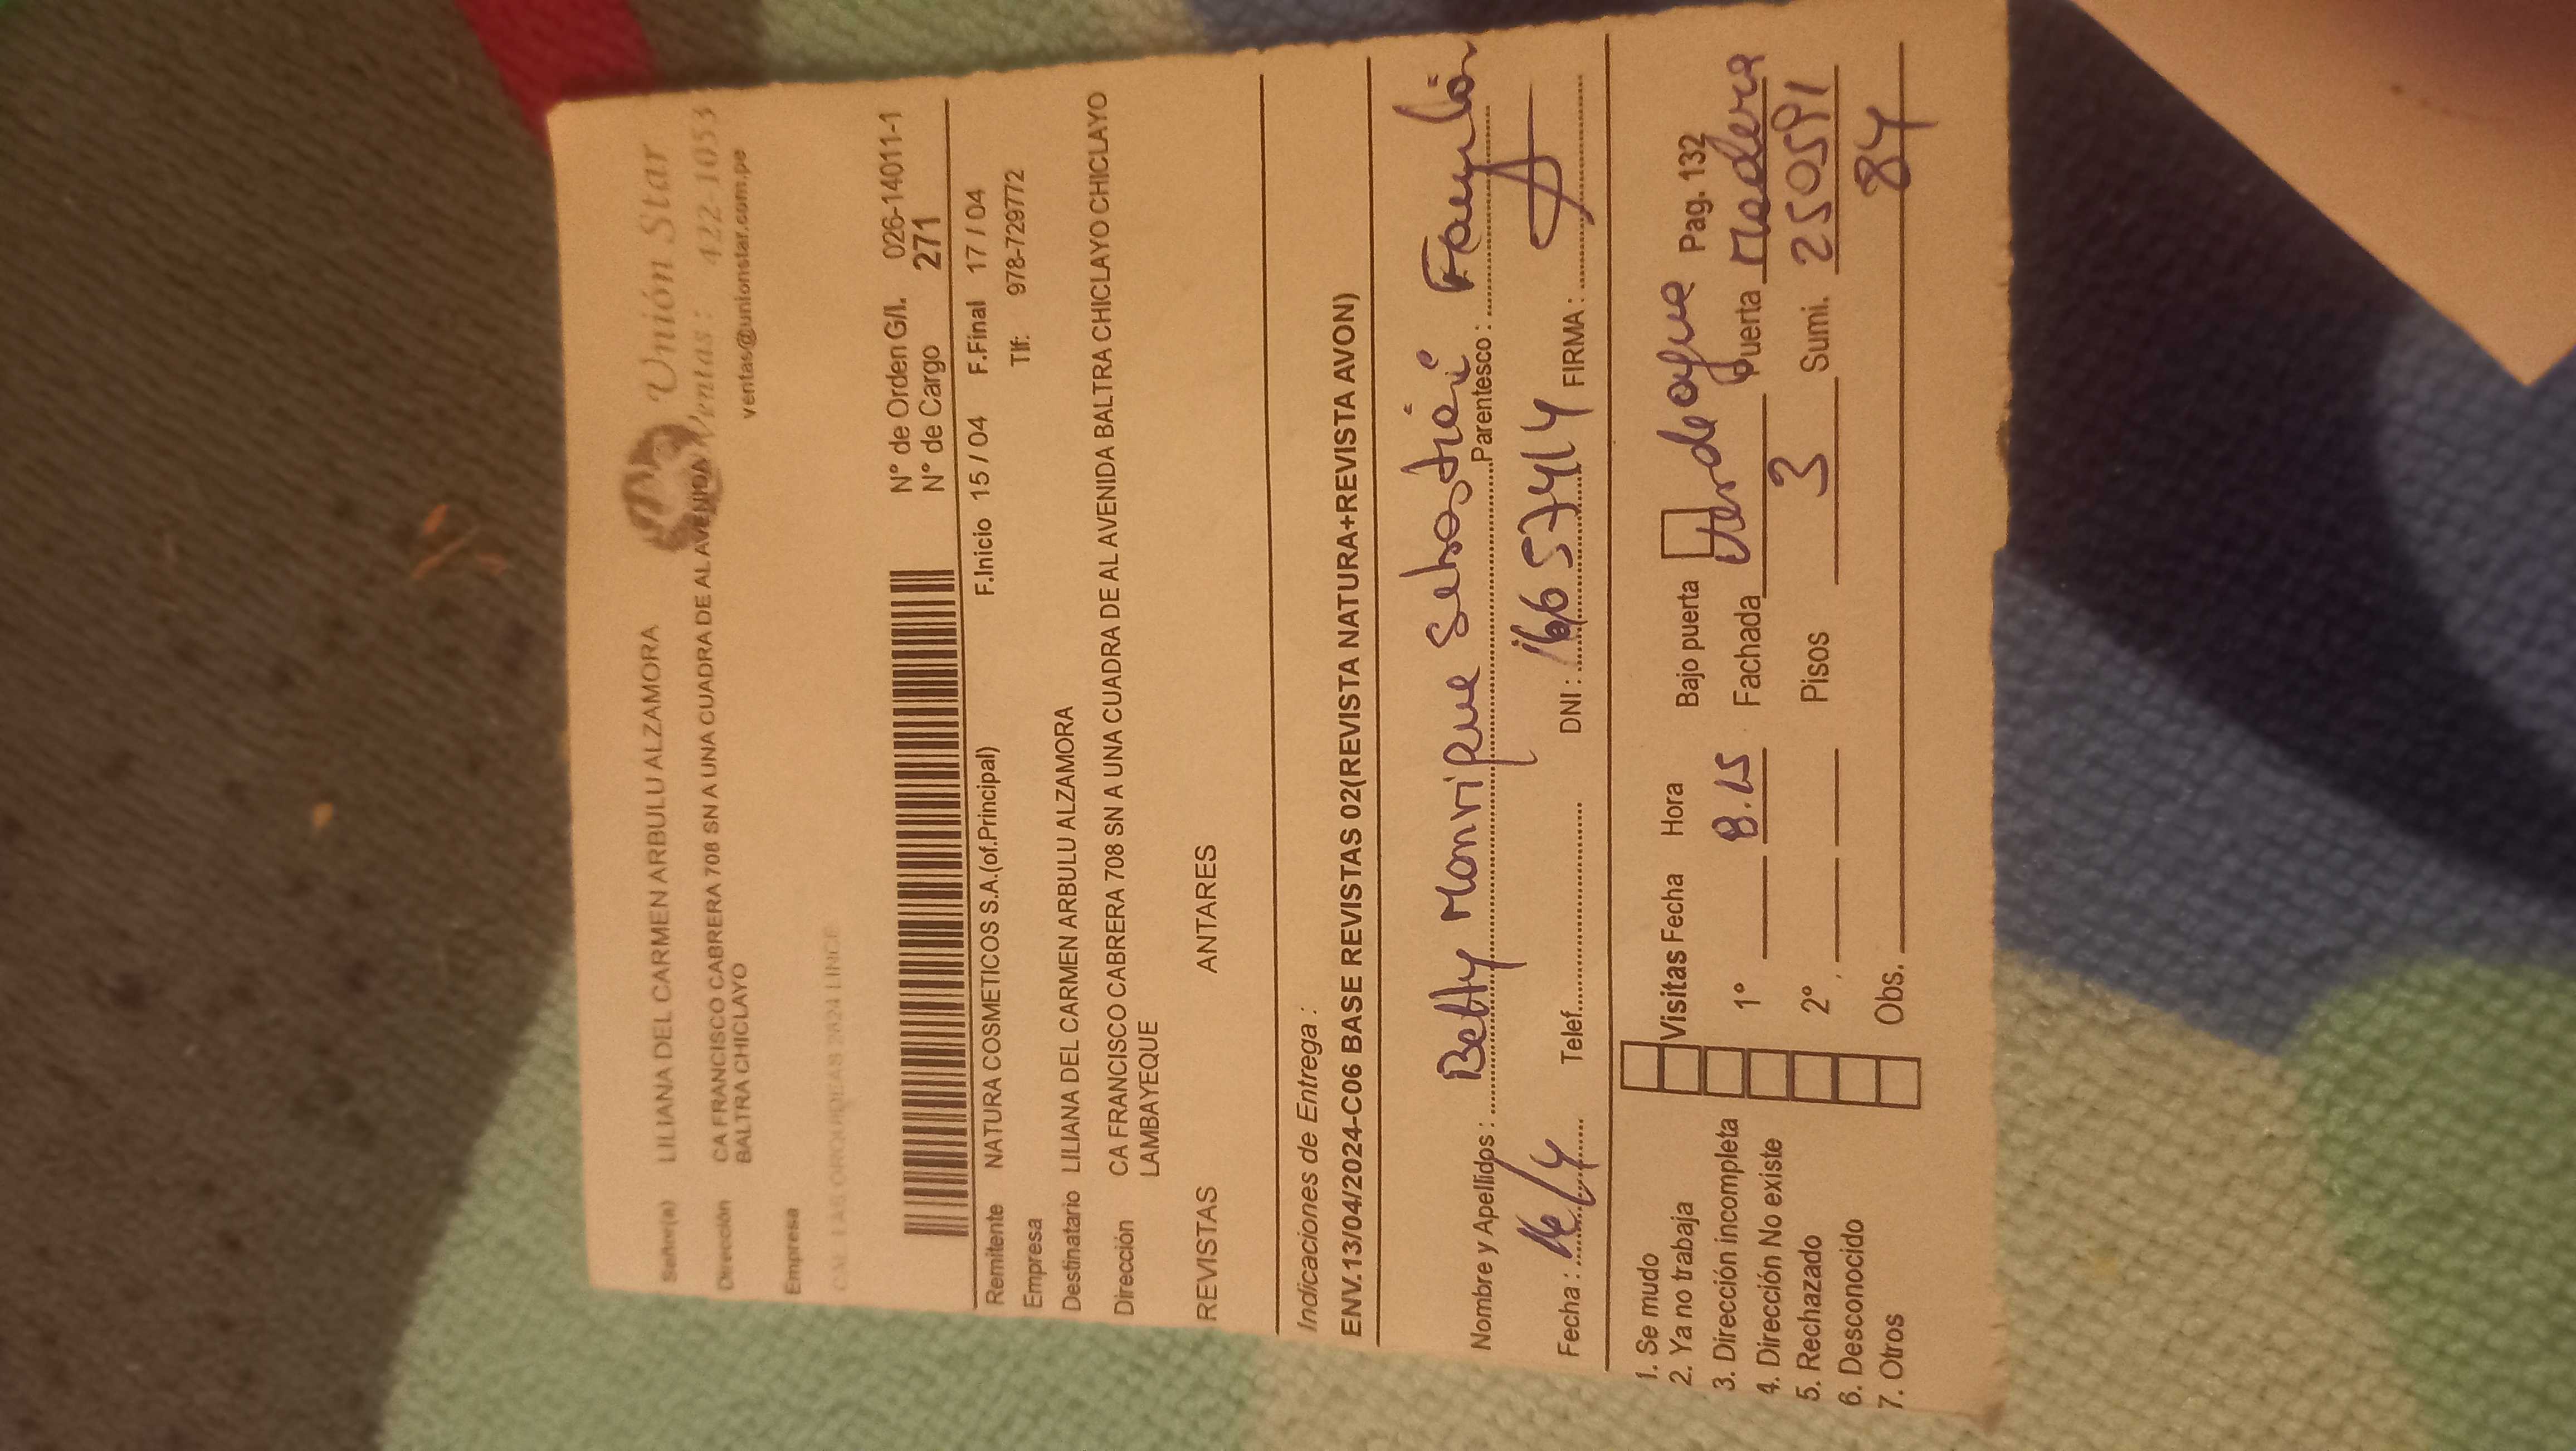 Unión Star
Ventas : 422-1053
ventas@unionstar.com.pe
Señor(a) LILIANA DEL CARMEN ARBULU ALZAMORA
Dirección CA FRANCISCO CABRERA 708 SN A UNA CUADRA DE AL AVENIDA
BALTRA CHICLAYO
Empresa
CAL. LAS ORQUIDEAS 2624 LINCE
N° de Orden G/I. 026-14011-1
N° de Cargo 271
Remitente NATURA COSMETICOS S.A.(of.Principal) F.Inicio 15 / 04 F.Final 17 / 04
Empresa Tlf: 978-729772
Destinatario LILIANA DEL CARMEN ARBULU ALZAMORA
Dirección CA FRANCISCO CABRERA 708 SN A UNA CUADRA DE AL AVENIDA BALTRA CHICLAYO CHICLAYO
LAMBAYEQUE
REVISTAS ANTARES
Indicaciones de Entrega :
ENV.13/04/2024-C06 BASE REVISTAS 02(REVISTA NATURA+REVISTA AVON)
Nombre y Apellidos : Betty Manrique Parentesco :
Fecha : 16/4 Telef. DNI : 16657414 FIRMA :
1. Se mudo
2. Ya no trabaja
3. Dirección incompleta
4. Dirección No existe
5. Rechazado
6. Desconocido
7. Otros
Visitas Fecha Hora Bajo puerta Pag. 132
1° 8.15 Fachada Puerta madera
2° Pisos 3 Sumi. 250591
Obs. 84